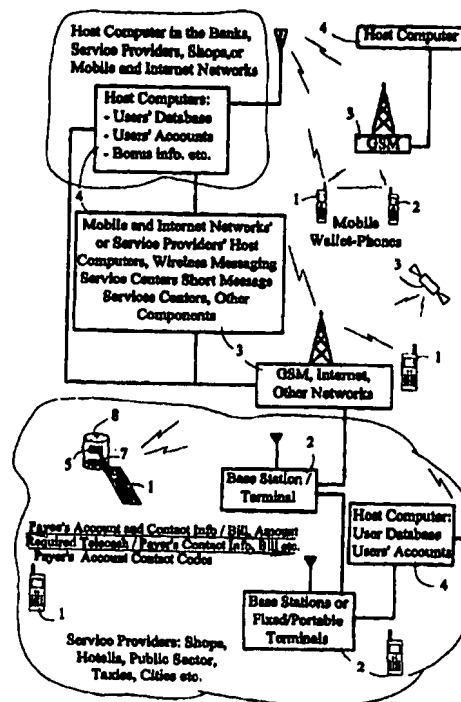 Host Computer in the Banks,
Service Providers, Shops,or
Mobile and Internet Networks
Host Computers:
- Users' Database
- Users' Accounts
- Bonus info. etc.
4
4
Host Computer
3
GSM
1
2
Mobile
Wallet-Phones
Mobile and Internet Networks'
or Service Providers' Host
Computers, Wireless Messaging
Service Centers Short Message
Services Centers, Other
Components
3
3
1
GSM, Internet,
Other Networks
8
5
7
1
2
Base Station /
Terminal
Payee's Account and Contact Info / Bill, Amount
Required Telecash / Payer's Contact Info, Bill etc.
Payer's Account Contact Codes
1
Host Computer:
User Database
Users' Accounts
4
Base Stations or
Fixed/Portable
Terminals
2
Service Providers: Shops,
Hotells, Public Sector,
Taxies, Cities etc.